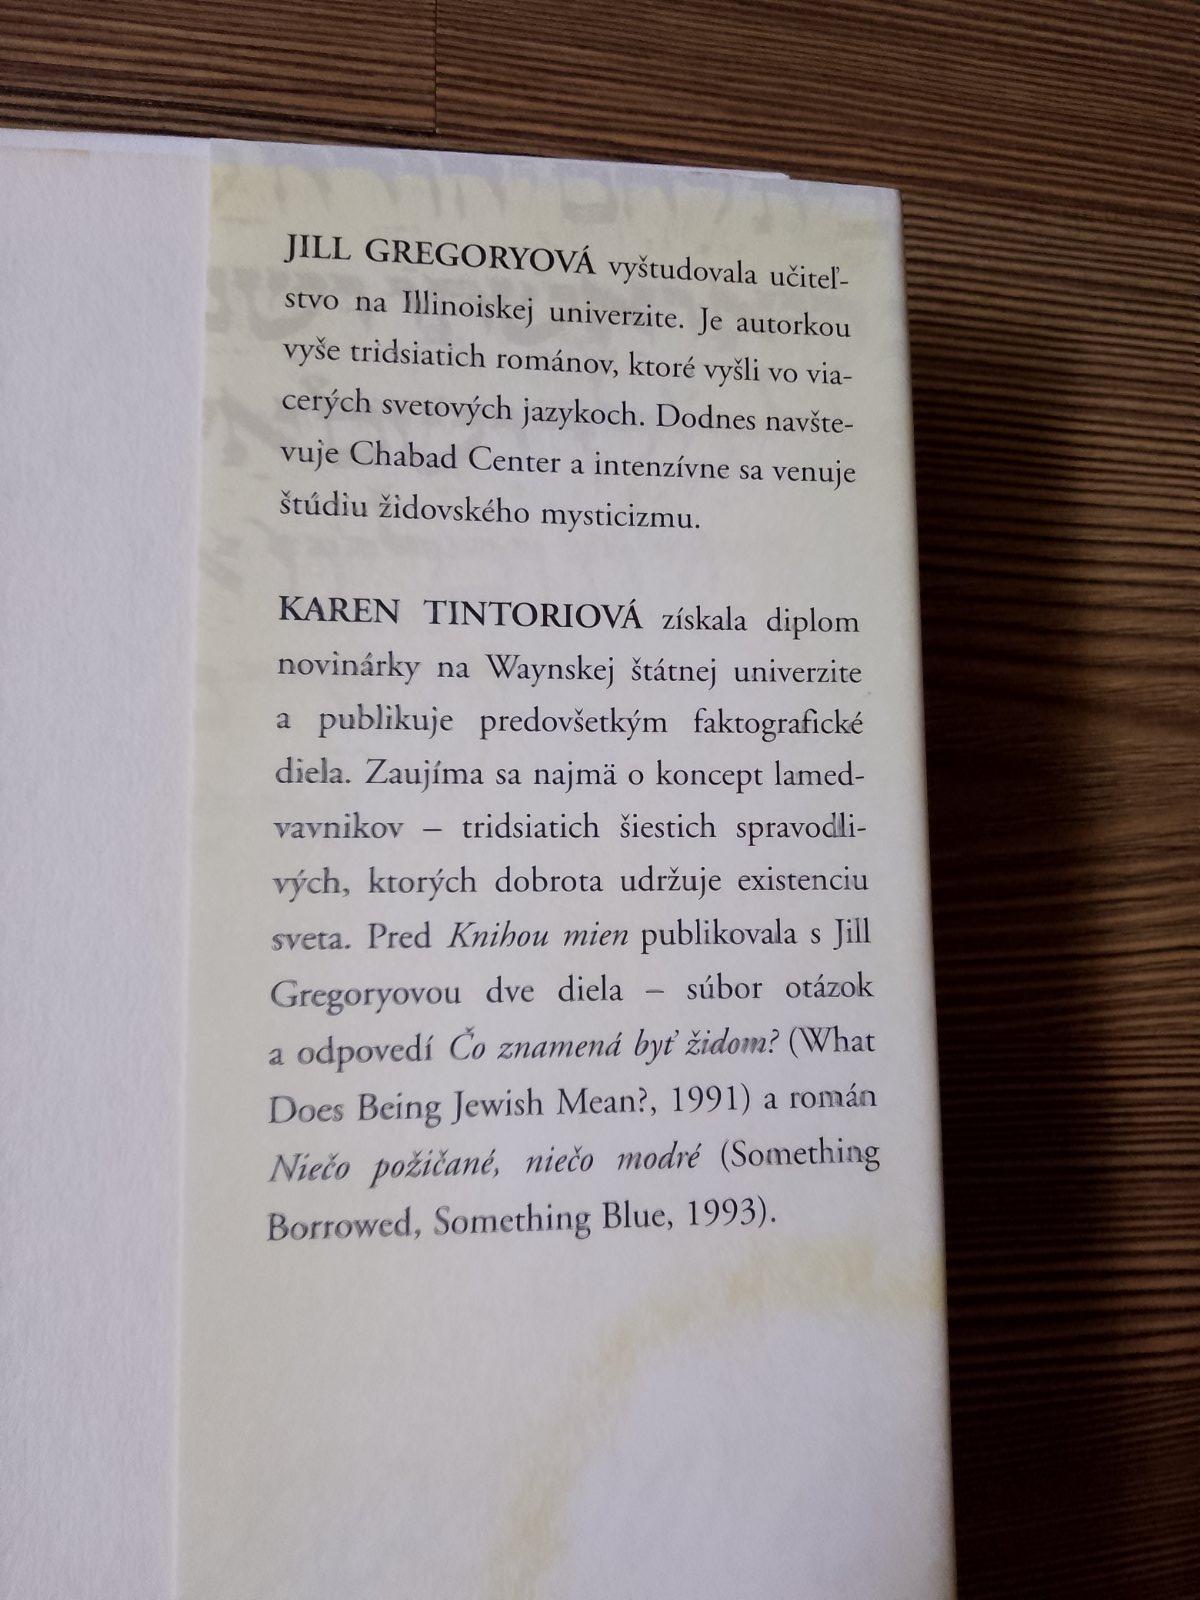 JILL GREGORYOVÁ vyštudovala učiteľ-
stvo na Illinoiskej univerzite. Je autorkou
vyše tridsiatich románov, ktoré vyšli vo via-
cerých svetových jazykoch. Dodnes navšte-
vuje Chabad Center a intenzívne sa venuje
štúdiu židovského mysticizmu.
KAREN TINTORIOVÁ získala diplom
novinárky na Waynskej štátnej univerzite
a publikuje predovšetkým faktografické
diela. Zaujíma sa najmä o koncept lamed-
vavnikov – tridsiatich šiestich spravodli-
vých, ktorých dobrota udržuje existenciu
sveta. Pred Knihou mien publikovala s Jill
Gregoryovou dve diela – súbor otázok
a odpovedí Čo znamená byť židom? (What
Does Being Jewish Mean?, 1991) a román
Niečo požičané, niečo modré (Something
Borrowed, Something Blue, 1993).